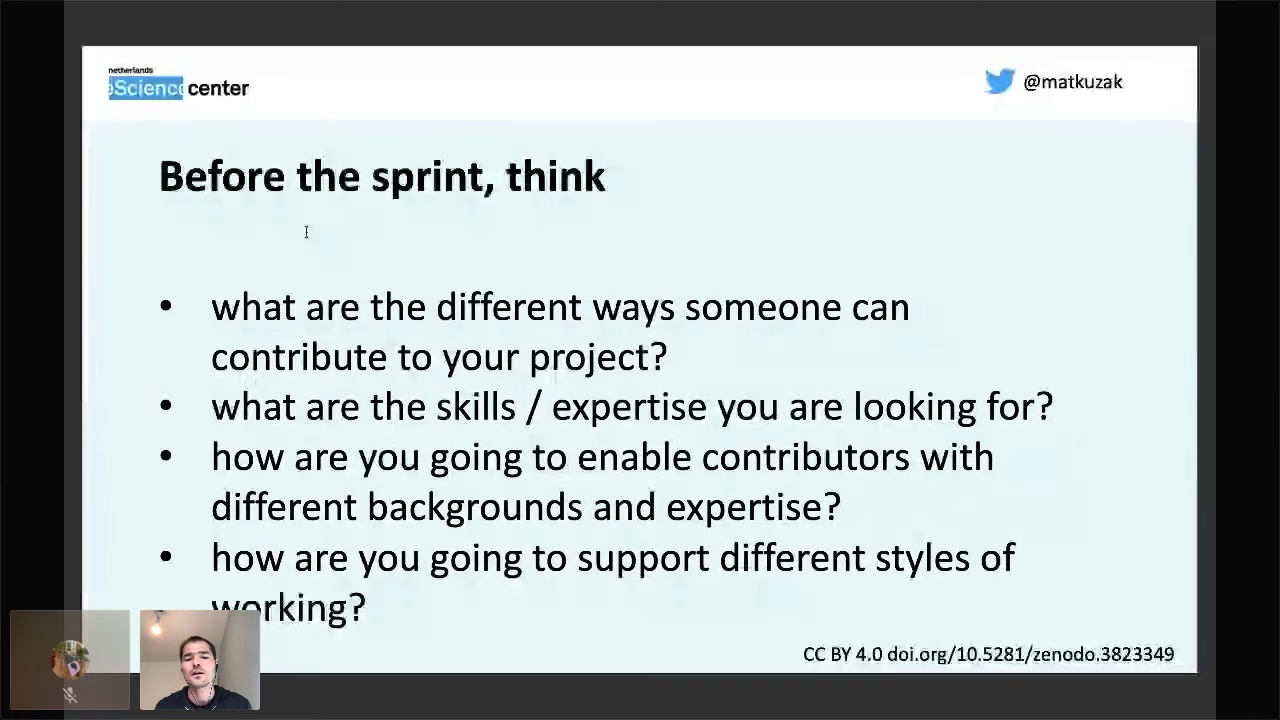 netherlands
eScience center
@matkuzak
Before the sprint, think
• what are the different ways someone can
contribute to your project?
• what are the skills / expertise you are looking for?
• how are you going to enable contributors with
different backgrounds and expertise?
• how are you going to support different styles of
working?
CC BY 4.0 doi.org/10.5281/zenodo.3823349